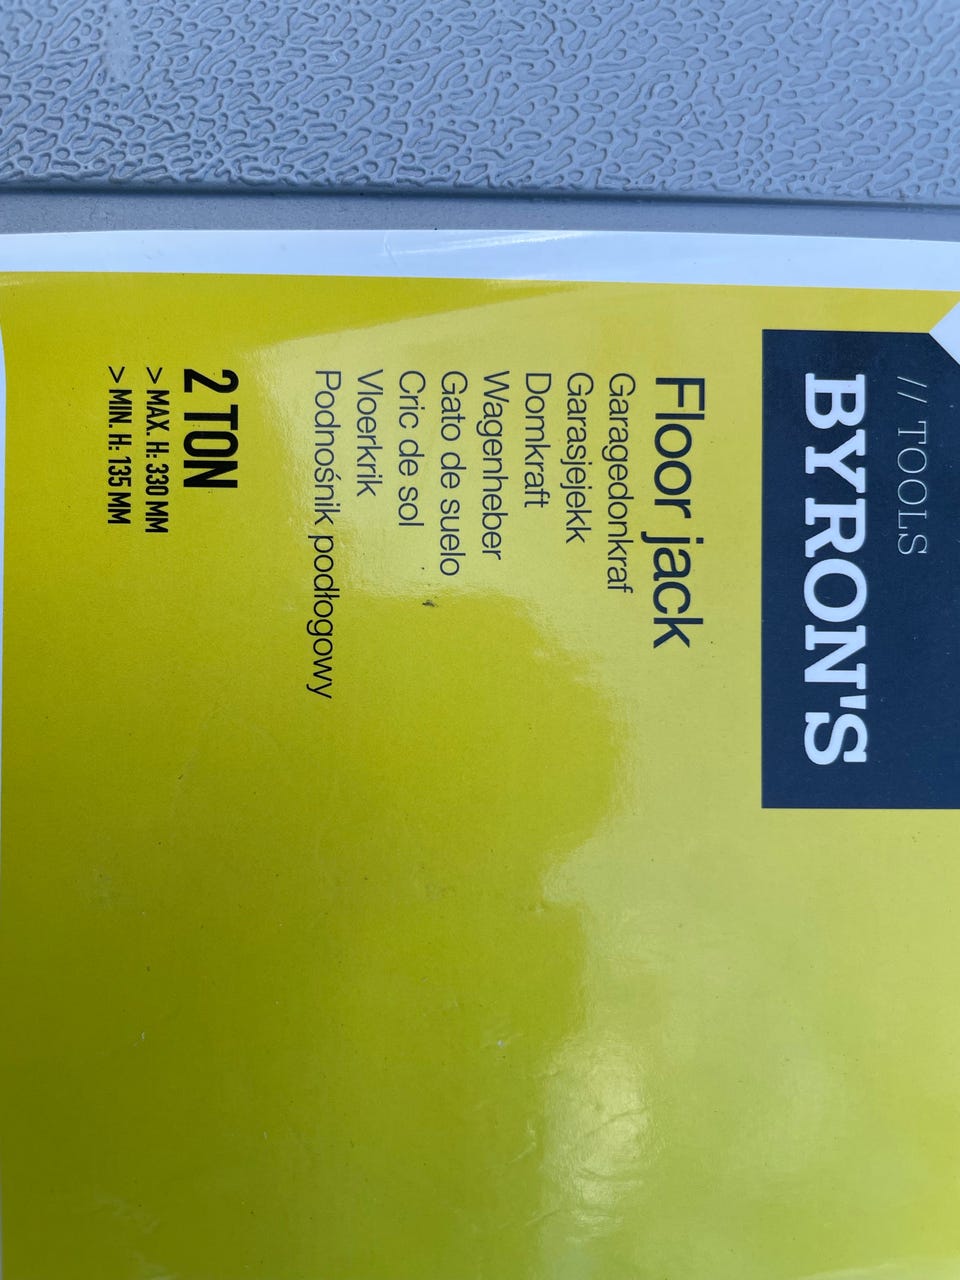 // TOOLS
BYRON'S
Floor jack
Garagedonkraf
Garasjejekk
Domkraft
Wagenheber
Gato de suelo
Cric de sol
Vloerkrik
Podnośnik podłogowy
2 TON
> MAX. H: 330 MM
> MIN. H: 135 MM